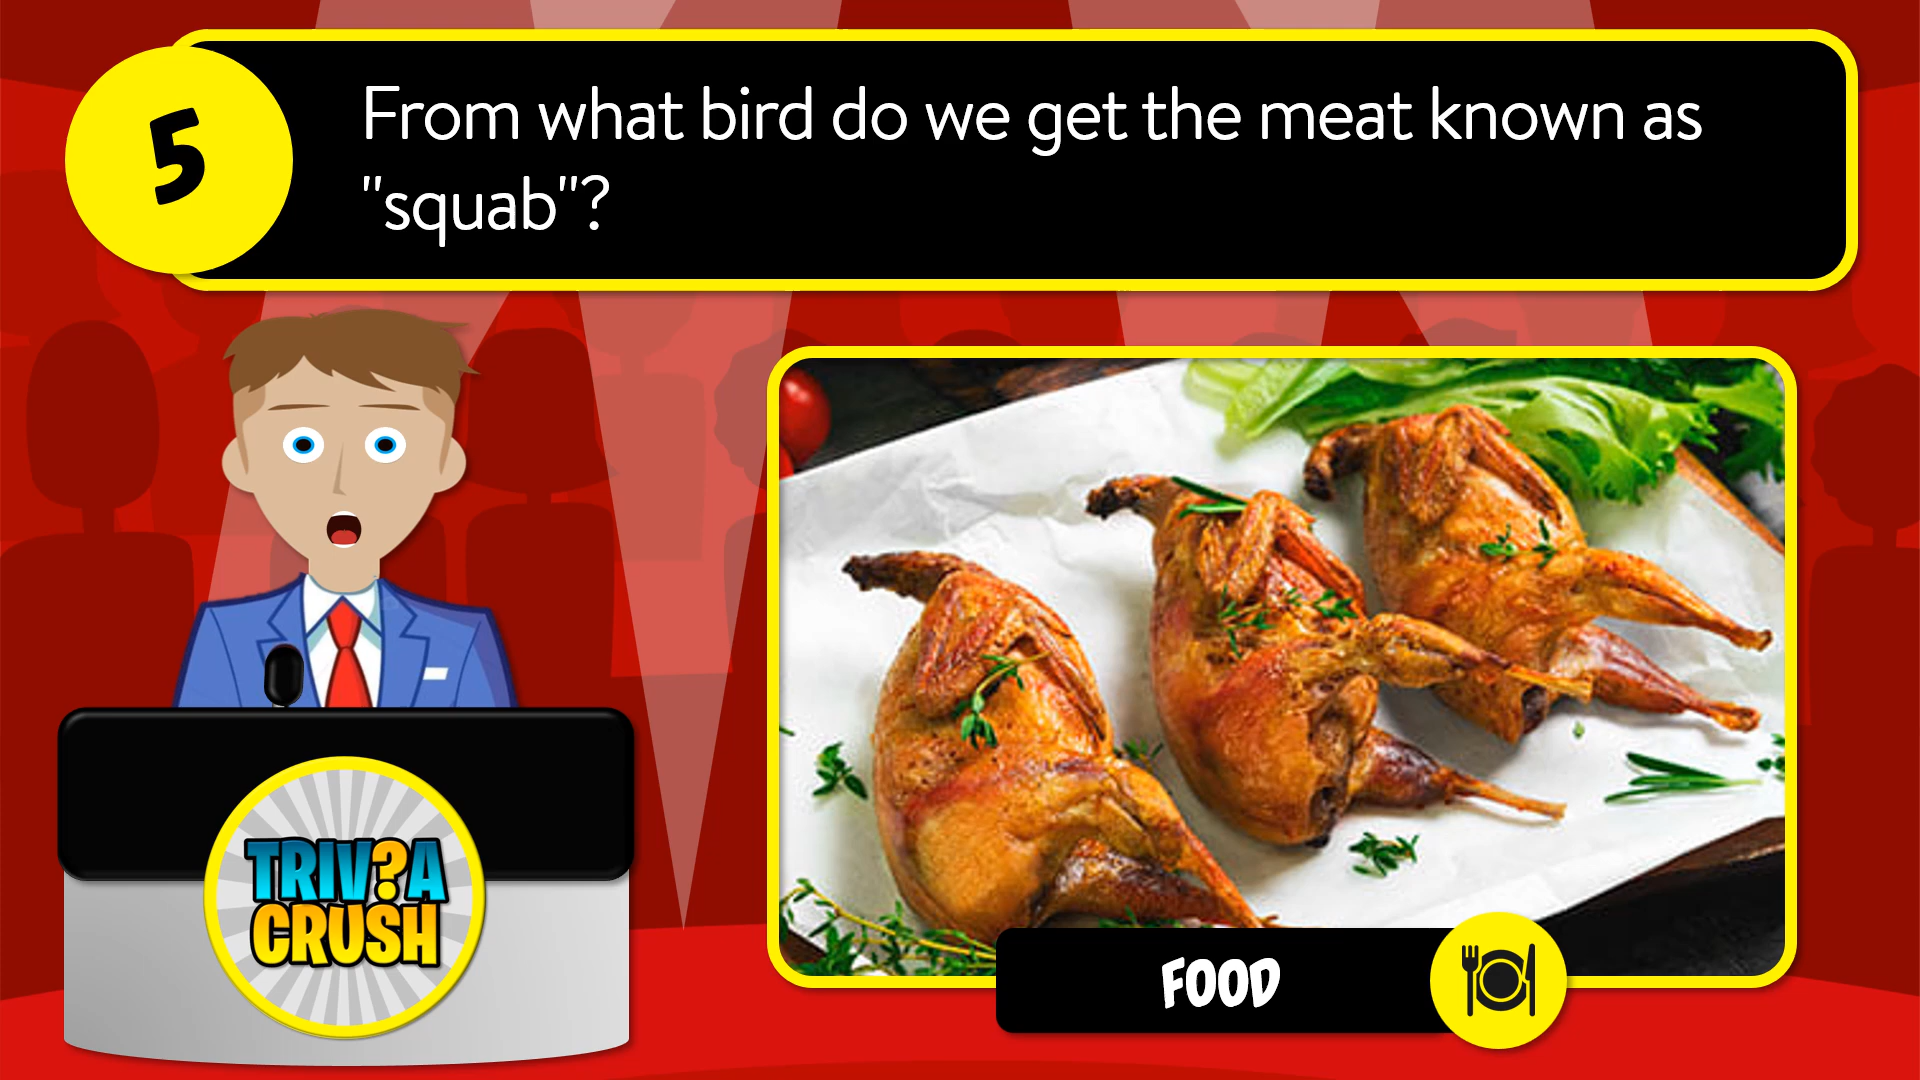 5
From what bird do we get the meat known as
"squab"?
TRIV?A
CRUSH
FOOD